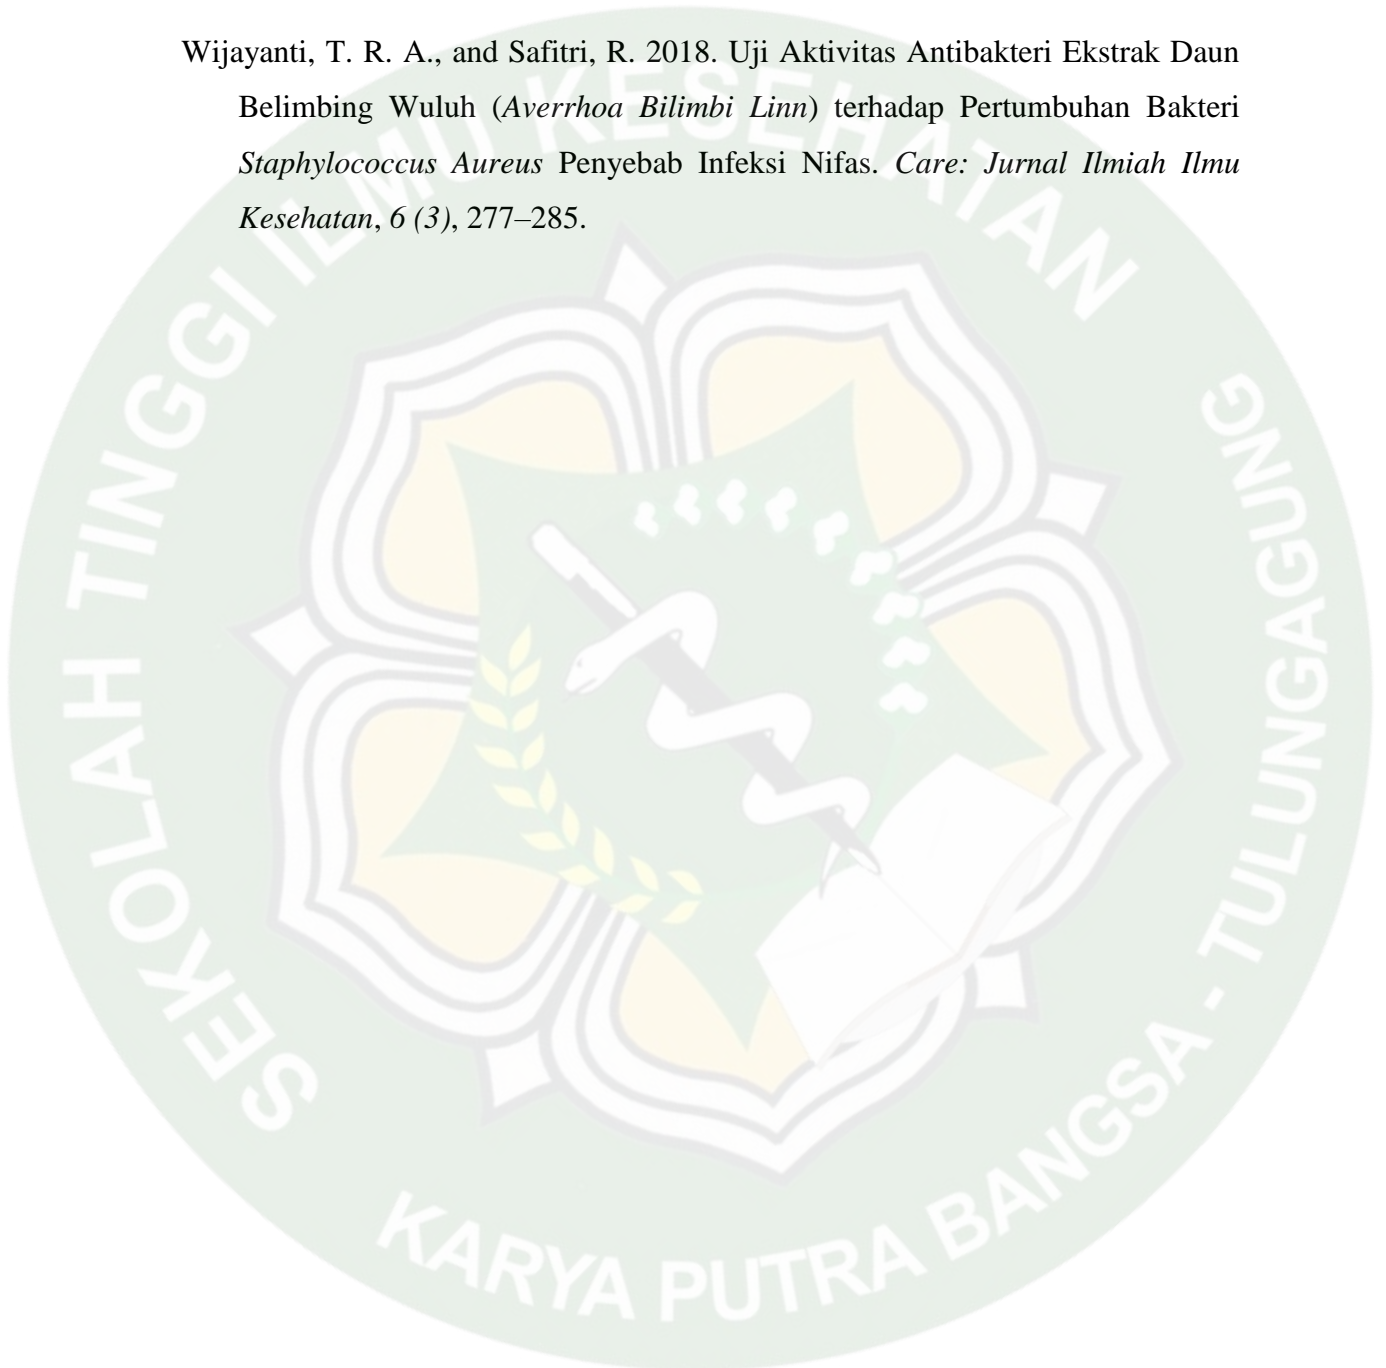 Wijayanti, T. R. A., and Safitri, R. 2018. Uji Aktivitas Antibakteri Ekstrak Daun
Belimbing Wuluh (Averrhoa Bilimbi Linn) terhadap Pertumbuhan Bakteri
Staphylococcus Aureus Penyebab Infeksi Nifas. Care: Jurnal Ilmiah Ilmu
Kesehatan, 6 (3), 277–285.
SEKOLAH TINGGI ILMU KESEHATAN
KARYA PUTRA BANGSA - TULUNGAGUNG